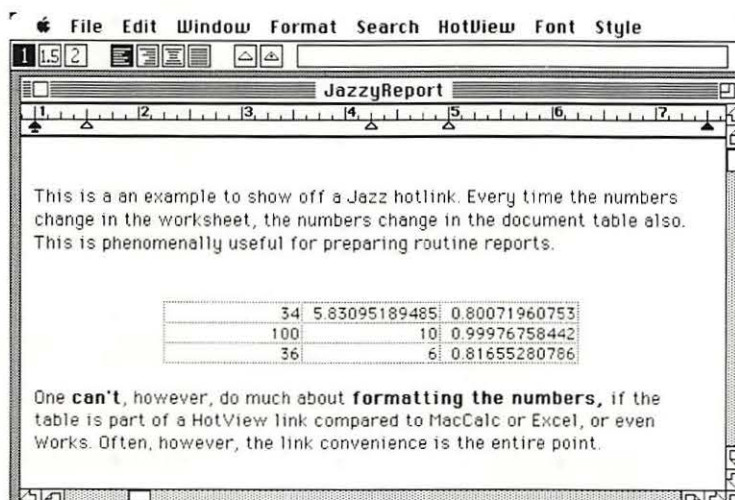 File Edit Window Format Search HotView Font Style
1 1.5 2
JazzyReport
1 2 3 4 5 6 7
This is a an example to show off a Jazz hotlink. Every time the numbers
change in the worksheet, the numbers change in the document table also.
This is phenomenally useful for preparing routine reports.
34 5.83095189485 0.80071960753
100 10 0.99976758442
36 6 0.81655280786
One can't, however, do much about formatting the numbers, if the
table is part of a HotView link compared to MacCalc or Excel, or even
Works. Often, however, the link convenience is the entire point.